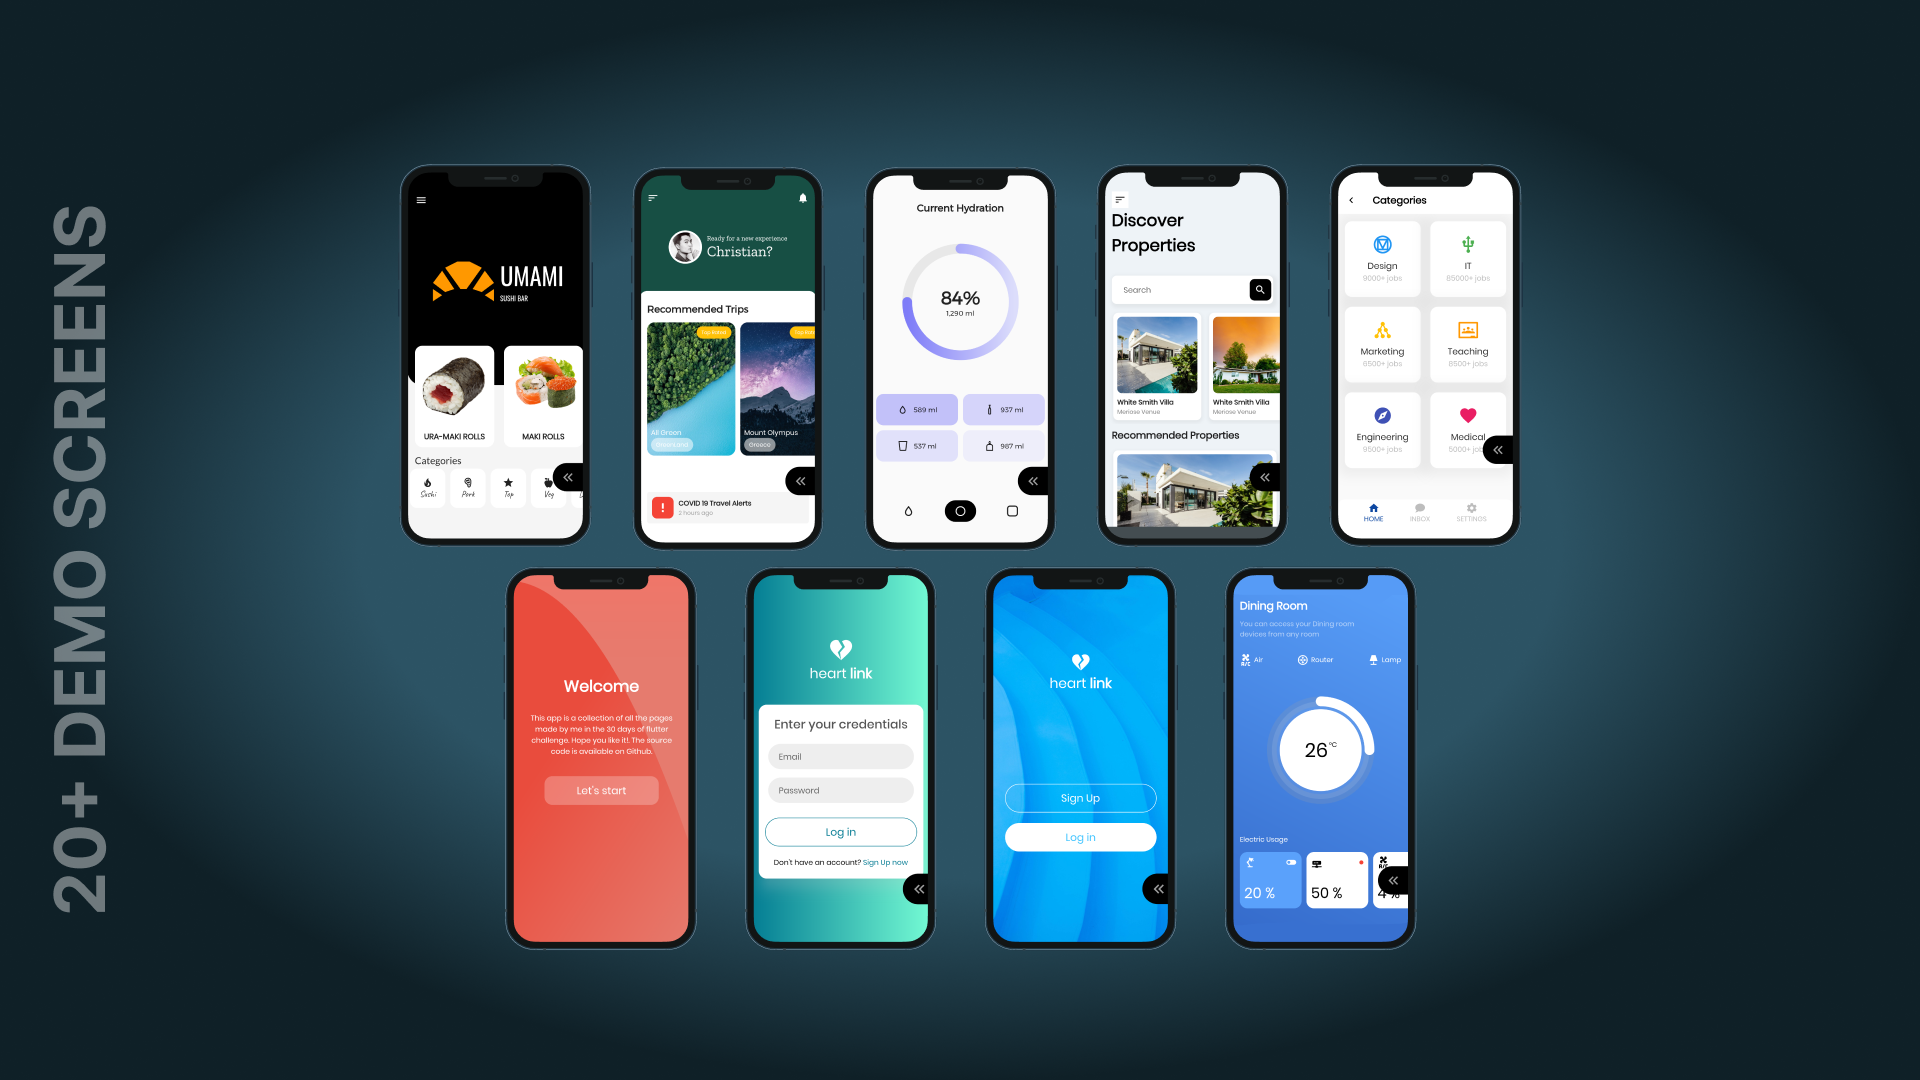 20+ DEMO SCREENS
UMAMI
SUSHI BAR
URA-MAKI ROLLS
MAKI ROLLS
Categories
Sushi
Pork
Top
Veg
Ready for a new experience
Christian?
Recommended Trips
Top Rated
Top Rated
All Green
Mount Olympus
Greece
COVID 19 Travel Alerts
2 hours ago
Current Hydration
84%
1,290 ml
569 ml
937 ml
537 ml
987 ml
Discover
Properties
Search
White Smith Villa
Meriose Venue
White Smith Villa
Meriose Venue
Recommended Properties
Categories
Design
9000+ jobs
IT
85000+ jobs
Marketing
6500+ jobs
Teaching
8500+ jobs
Engineering
9500+ jobs
Medical
5000+
HOME
INBOX
SETTINGS
Welcome
This app is a collection of all the pages
made by me in the 30 days of flutter
challenge. Hope you like it!. The source
code is available on Github.
Let's start
heart link
Enter your credentials
Email
Password
Log in
Don't have an account? Sign Up now
heart link
Sign Up
Log in
Dining Room
You can access your Dining room
devices from any room
A/C
Air
Router
Lamp
26°C
Electric Usage
20 %
50 %
4 %